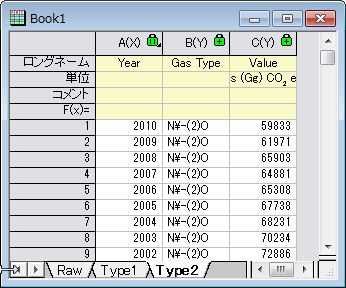 Book1
A(X) B(Y) C(Y)
ロングネーム Year Gas Type Value
単位 s (Gg) CO2 e
コメント
F(x)=
1 2010 N¥-(2)O 59833
2 2009 N¥-(2)O 61971
3 2008 N¥-(2)O 65903
4 2007 N¥-(2)O 64881
5 2006 N¥-(2)O 65308
6 2005 N¥-(2)O 67738
7 2004 N¥-(2)O 68231
8 2003 N¥-(2)O 70234
9 2002 N¥-(2)O 72886
Raw Type1 Type2